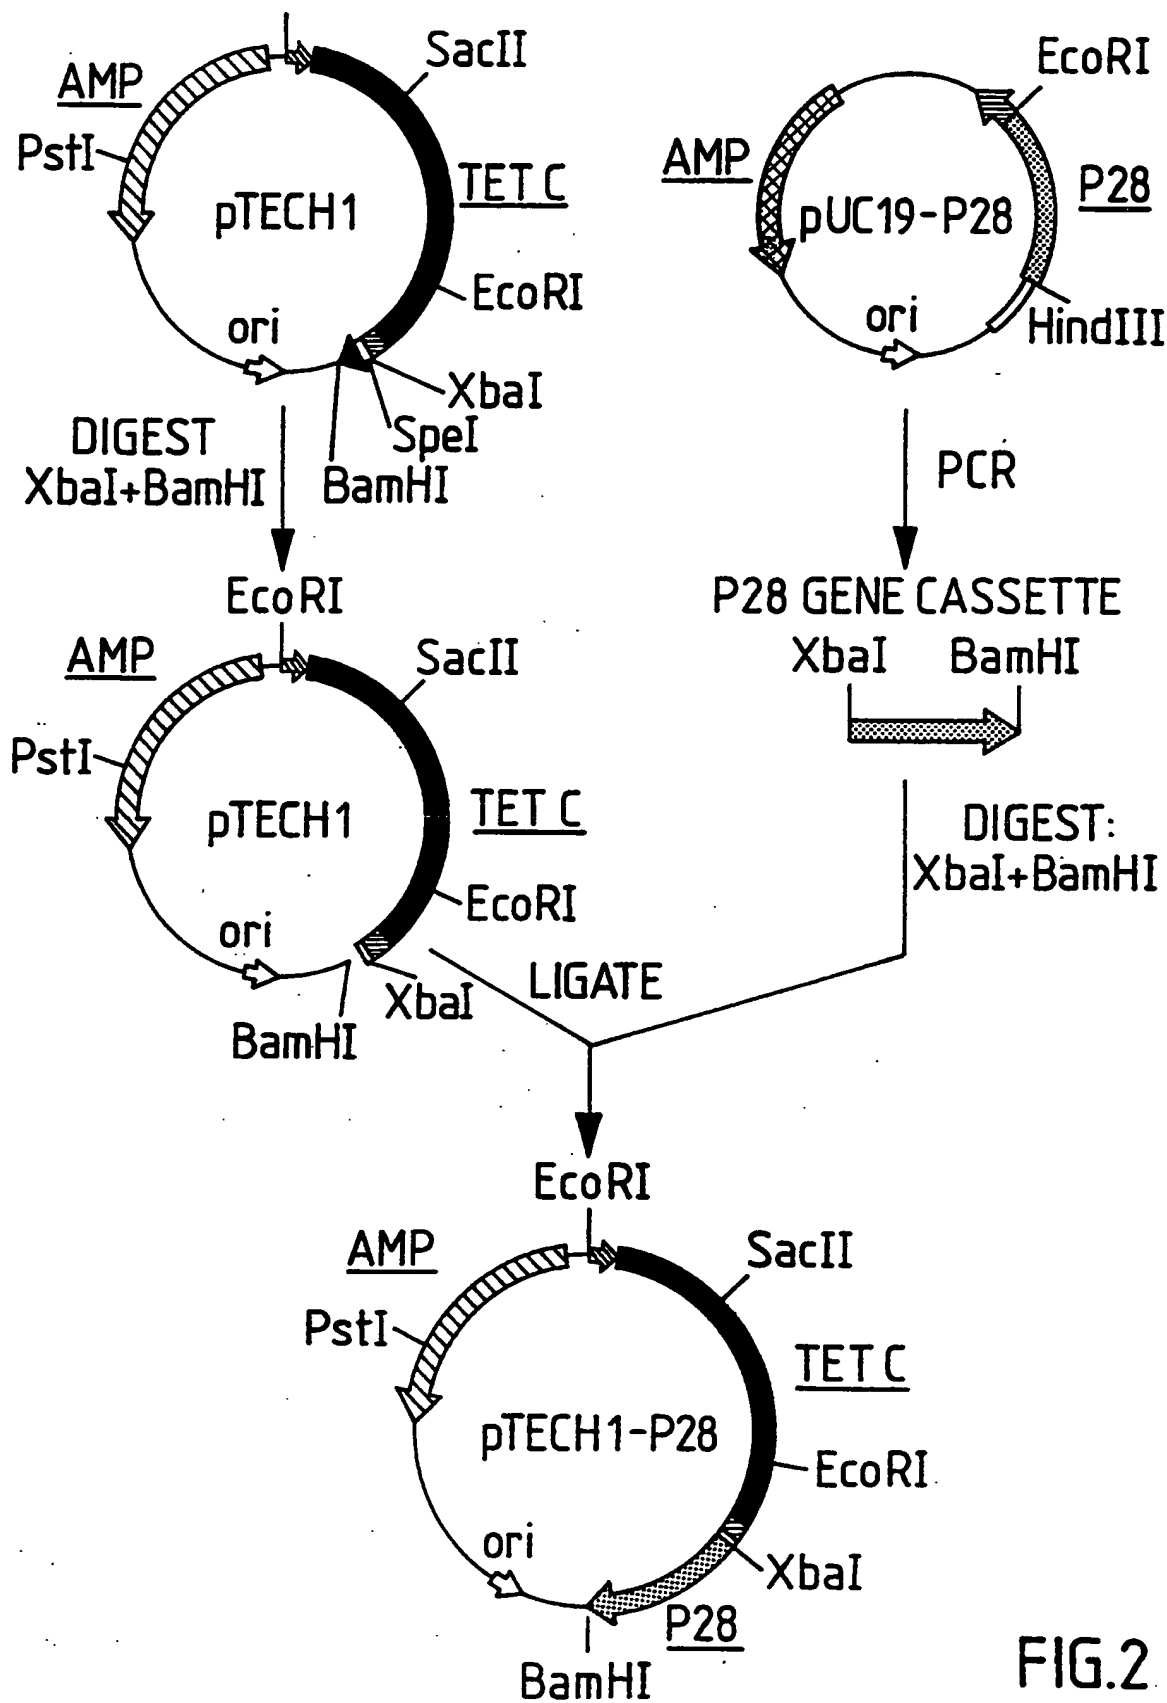 SacII
AMP
PstI
pTECH1
TET C
EcoRI
ori
XbaI
SpeI
BamHI
EcoRI
AMP
P28
pUC19-P28
ori
HindIII
DIGEST
XbaI+BamHI
PCR
P28 GENE CASSETTE
XbaI BamHI
EcoRI
AMP
SacII
PstI
pTECH1
TET C
EcoRI
ori
XbaI
BamHI
DIGEST:
XbaI+BamHI
LIGATE
EcoRI
AMP
SacII
PstI
TET C
pTECH1-P28
EcoRI
ori
XbaI
P28
BamHI
FIG.2